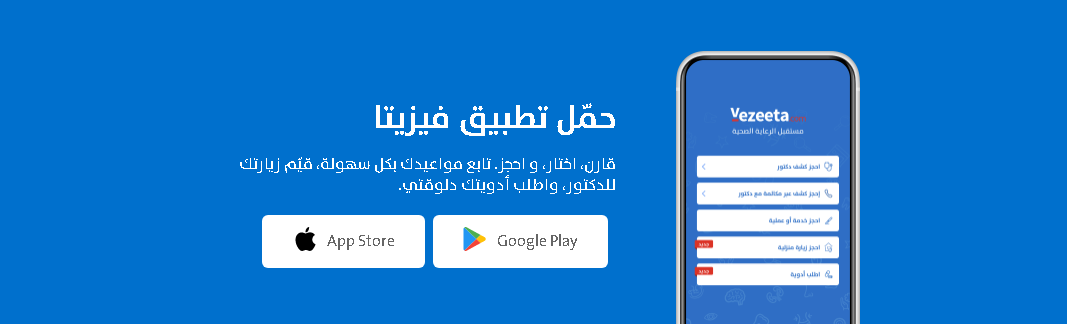 حمّل تطبيق فيزيتا
قارن، اختار، و احجز. تابع مواعيدك بكل سهولة، قيّم زيارتك
للدكتور، واطلب أدويتك دلوقتي.
Google Play
App Store
Vezeeta.com
مستقبل الرعاية الصحية
احجز كشف دكتور
إحجز كشف عبر مكالمة مع دكتور
احجز خدمة أو عملية
احجز زيارة منزلية
جديد
اطلب أدوية
جديد